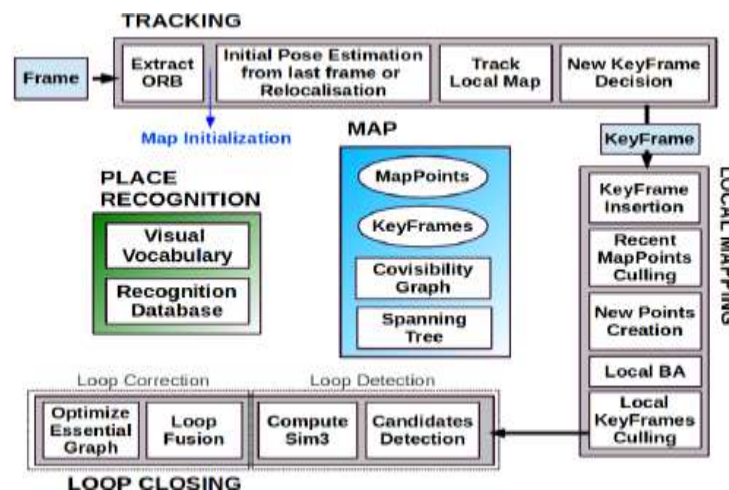 TRACKING
Frame
Extract
ORB
Initial Pose Estimation
from last frame or
Relocalisation
Track
Local Map
New KeyFrame
Decision
Map Initialization
KeyFrame
MAP
MapPoints
KeyFrames
Covisibility
Graph
Spanning
Tree
PLACE
RECOGNITION
Visual
Vocabulary
Recognition
Database
LOCAL MAPPING
KeyFrame
Insertion
Recent
MapPoints
Culling
New Points
Creation
Local BA
Local
KeyFrames
Culling
Loop Correction
Loop Detection
Optimize
Essential
Graph
Loop
Fusion
Compute
Sim3
Candidates
Detection
LOOP CLOSING